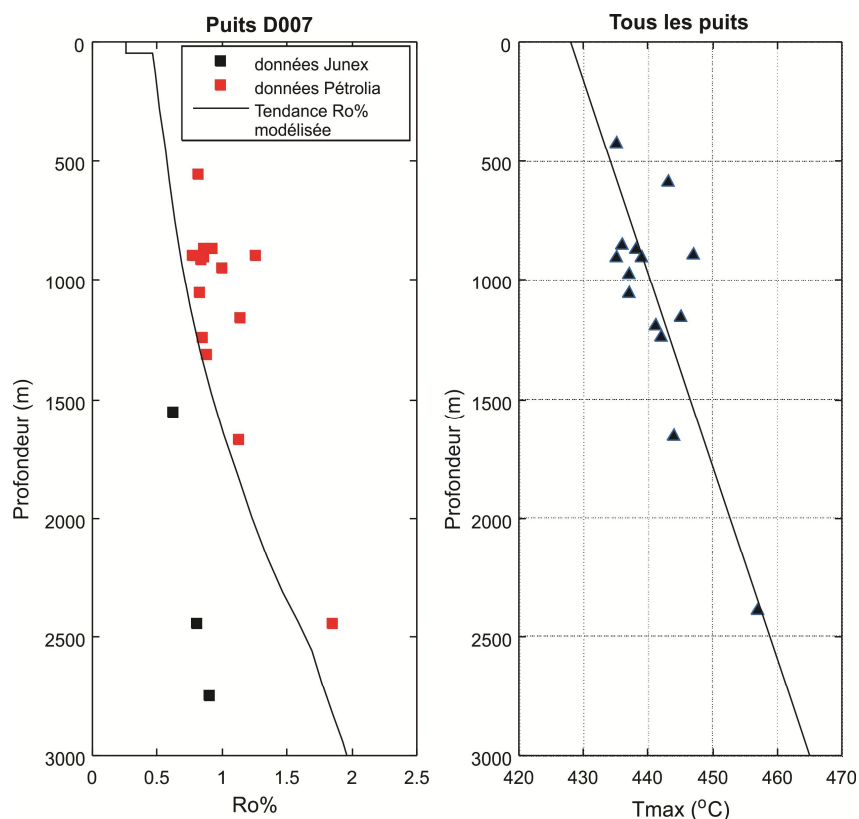 Puits D007
données Junex
données Pétrolia
Tendance Ro%
modélisée
0
500
1000
1500
2000
2500
3000
Profondeur (m)
0
0.5
1
1.5
2
2.5
Ro%
Tous les puits
0
500
1000
1500
2000
2500
3000
Profondeur (m)
420
430
440
450
460
470
Tmax (°C)